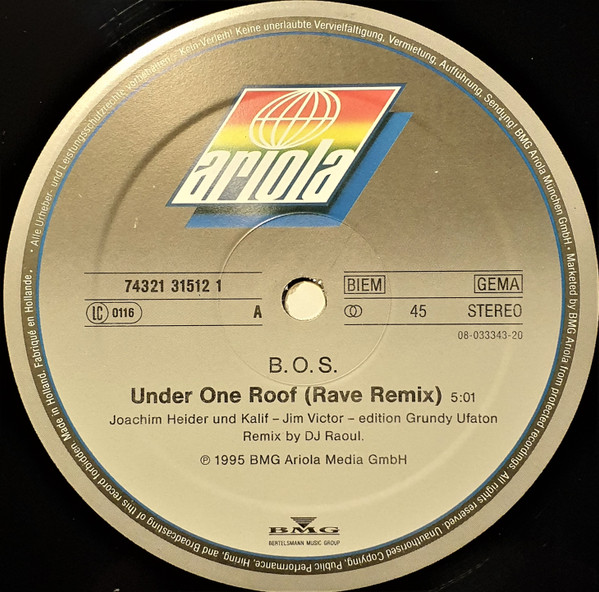 • Alle Urheber- und Leistungsschutzrechte vorbehalten • Kein Verleih! Keine unerlaubte Vervielfältigung, Vermietung, Aufführung, Sendung! BMG Ariola München GmbH • Marketed by BMG Ariola from protected recordings. All rights reserved. Unauthorised Copying, Public Performance, Hiring, and Broadcasting of this record forbidden. Made in Holland. Fabriqué en Hollande.
ariola
74321 31512 1
LC 0116 A
BIEM GEMA
45 STEREO
08-033343-20
B.O.S.
Under One Roof (Rave Remix) 5:01
Joachim Heider und Kalif – Jim Victor – edition Grundy Ufaton
Remix by DJ Raoul.
℗ 1995 BMG Ariola Media GmbH
BMG
BERTELSMANN MUSIC GROUP